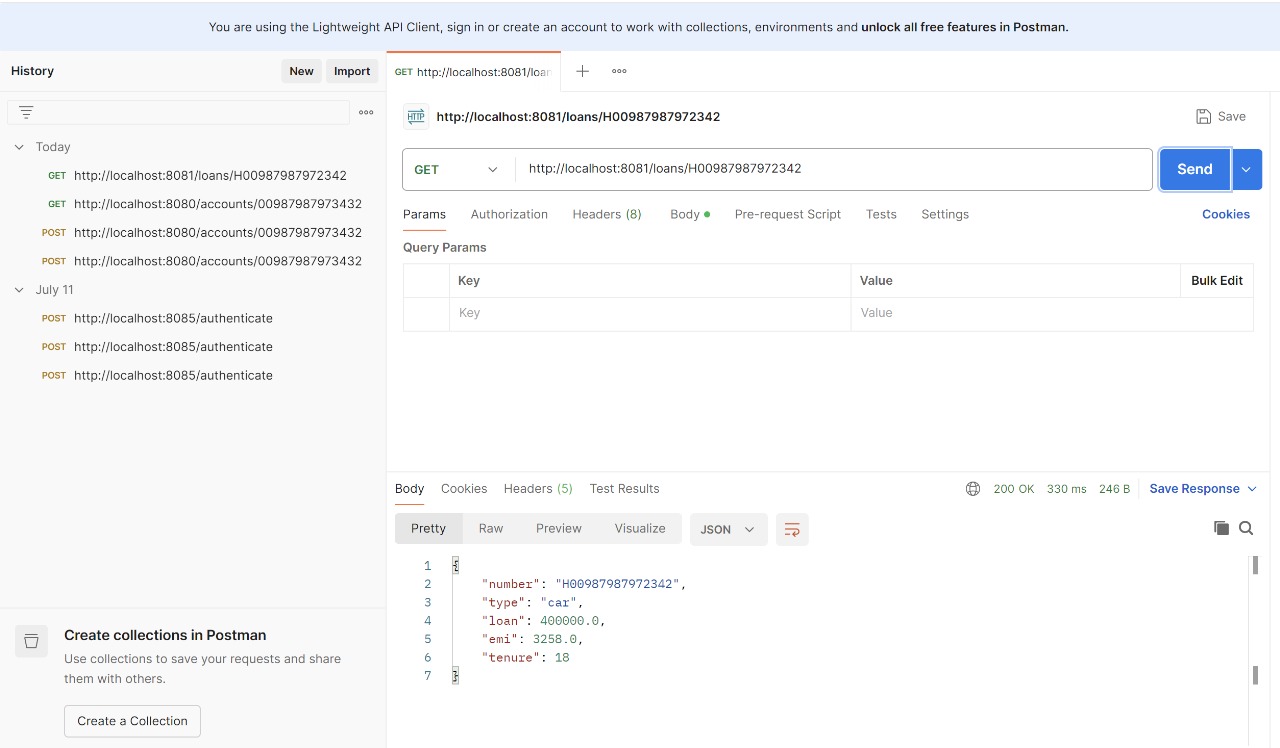 You are using the Lightweight API Client, sign in or create an account to work with collections, environments and unlock all free features in Postman.
History
New
Import
Today
GET http://localhost:8081/loans/H00987987972342
GET http://localhost:8080/accounts/00987987973432
POST http://localhost:8080/accounts/00987987973432
POST http://localhost:8080/accounts/00987987973432
July 11
POST http://localhost:8085/authenticate
POST http://localhost:8085/authenticate
POST http://localhost:8085/authenticate
Create collections in Postman
Use collections to save your requests and share
them with others.
Create a Collection
GET http://localhost:8081/loan
HTTP http://localhost:8081/loans/H00987987972342
Save
GET http://localhost:8081/loans/H00987987972342
Send
Params Authorization Headers (8) Body Pre-request Script Tests Settings Cookies
Query Params
Key Value Bulk Edit
Key Value
Body Cookies Headers (5) Test Results 200 OK 330 ms 246 B Save Response
Pretty Raw Preview Visualize JSON
1 {
2 "number": "H00987987972342",
3 "type": "car",
4 "loan": 400000.0,
5 "emi": 3258.0,
6 "tenure": 18
7 }